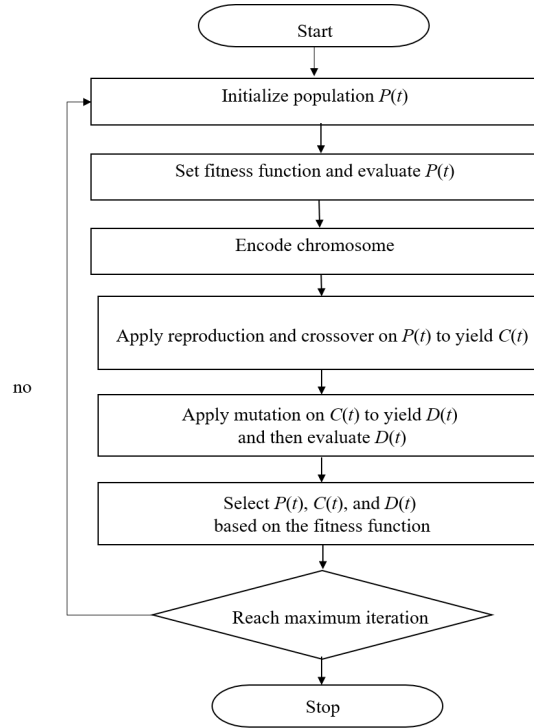 Start
Initialize population P(t)
Set fitness function and evaluate P(t)
Encode chromosome
Apply reproduction and crossover on P(t) to yield C(t)
no
Apply mutation on C(t) to yield D(t)
and then evaluate D(t)
Select P(t), C(t), and D(t)
based on the fitness function
Reach maximum iteration
Stop